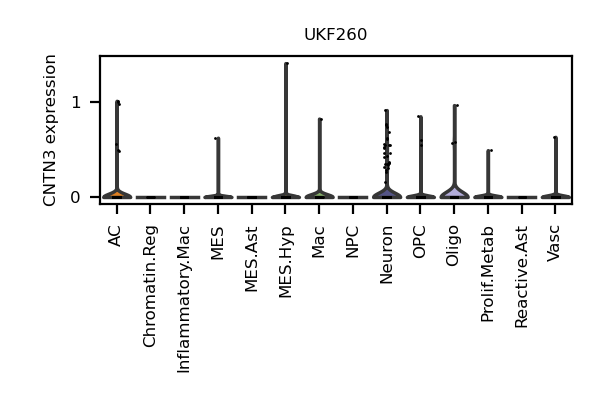 UKF260
CNTN3 expression
1
0
AC
Chromatin.Reg
Inflammatory.Mac
MES
MES.Ast
MES.Hyp
Mac
NPC
Neuron
OPC
Oligo
Prolif.Metab
Reactive.Ast
Vasc